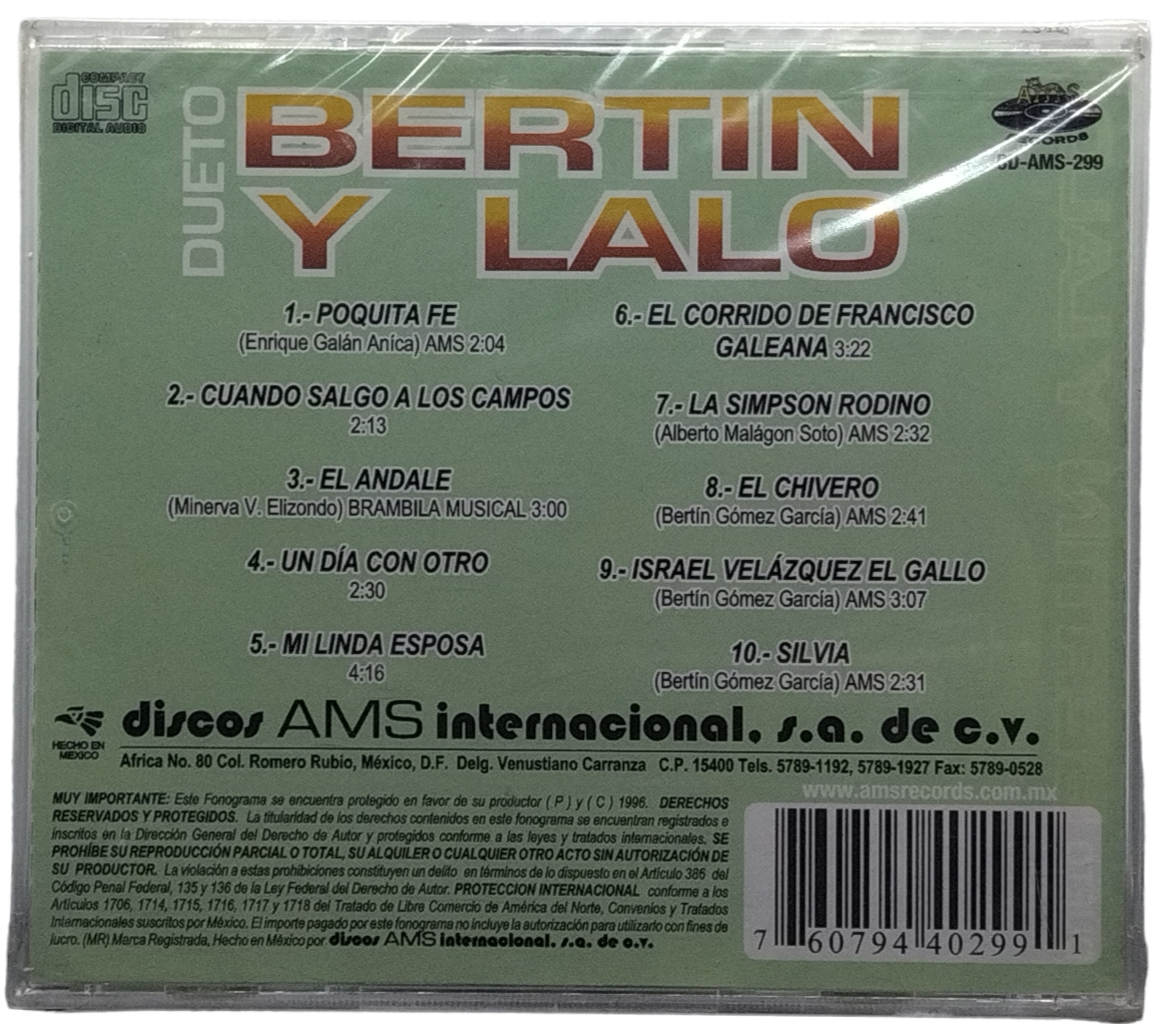 COMPACT
disc
DIGITAL AUDIO
DUETO
BERTIN
Y LALO
AMS
RECORDS
CD-AMS-299
1.- POQUITA FE
(Enrique Galán Aníca) AMS 2:04
2.- CUANDO SALGO A LOS CAMPOS
2:13
3.- EL ANDALE
(Minerva V. Elizondo) BRAMBILA MUSICAL 3:00
4.- UN DÍA CON OTRO
2:30
5.- MI LINDA ESPOSA
4:16
6.- EL CORRIDO DE FRANCISCO
GALEANA 3:22
7.- LA SIMPSON RODINO
(Alberto Malágon Soto) AMS 2:32
8.- EL CHIVERO
(Bertín Gómez García) AMS 2:41
9.- ISRAEL VELÁZQUEZ EL GALLO
(Bertín Gómez García) AMS 3:07
10.- SILVIA
(Bertín Gómez García) AMS 2:31
HECHO EN
MEXICO
discos AMS internacional, s.a. de c.v.
Africa No. 80 Col. Romero Rubio, México, D.F. Delg. Venustiano Carranza C.P. 15400 Tels. 5789-1192, 5789-1927 Fax: 5789-0528
www.amsrecords.com.mx
MUY IMPORTANTE: Este Fonograma se encuentra protegido en favor de su productor ( P ) y ( C ) 1996. DERECHOS
RESERVADOS Y PROTEGIDOS. La titularidad de los derechos contenidos en este fonograma se encuentran registrados e
inscritos en la Dirección General del Derecho de Autor y protegidos conforme a las leyes y tratados internacionales. SE
PROHÍBE SU REPRODUCCIÓN PARCIAL O TOTAL, SU ALQUILER O CUALQUIER OTRO ACTO SIN AUTORIZACIÓN DE
SU PRODUCTOR. La violación a estas prohibiciones constituyen un delito en términos de lo dispuesto en el Artículo 386 del
Código Penal Federal, 135 y 136 de la Ley Federal del Derecho de Autor. PROTECCION INTERNACIONAL conforme a los
Artículos 1706, 1714, 1715, 1716, 1717 y 1718 del Tratado de Libre Comercio de América del Norte, Convenios y Tratados
Internacionales suscritos por México. El importe pagado por este fonograma no incluye la autorización para utilizarlo con fines de
lucro. (MR) Marca Registrada, Hecho en México por discos AMS internacional, s.a. de c.v.
7 60794 40299 1